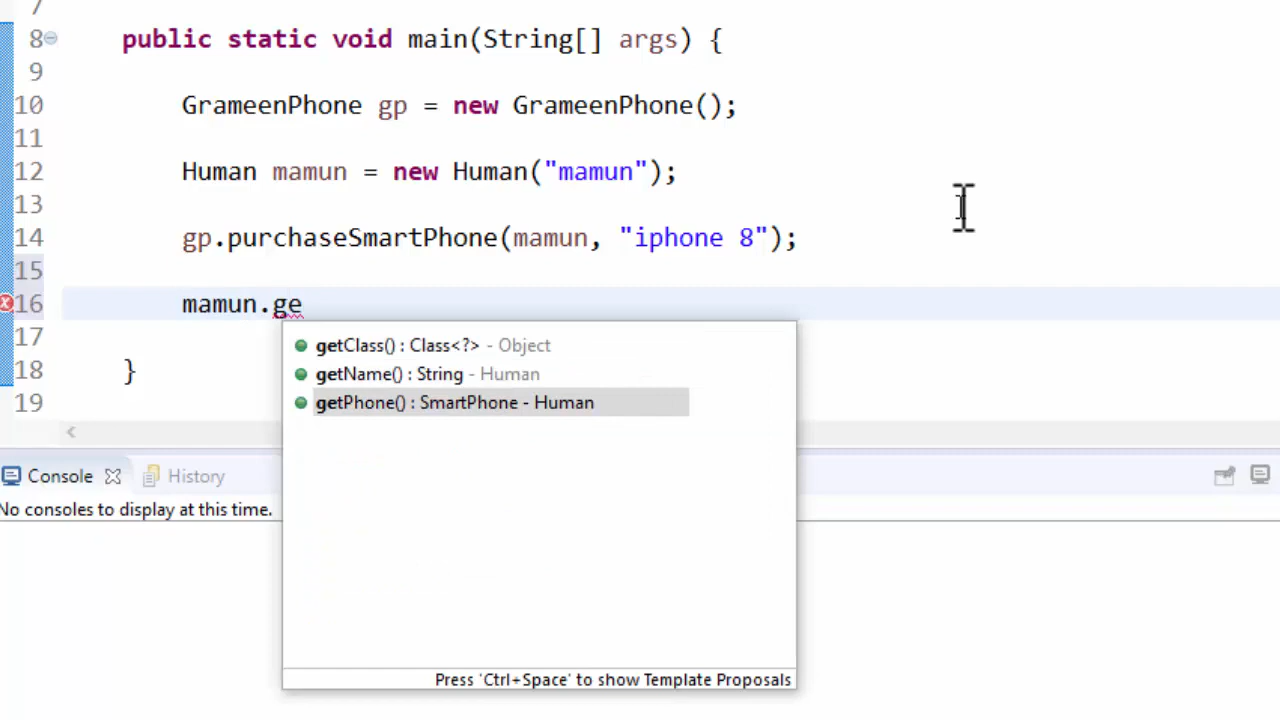 7
8 public static void main(String[] args) {
9
10 GrameenPhone gp = new GrameenPhone();
11
12 Human mamun = new Human("mamun");
13
14 gp.purchaseSmartPhone(mamun, "iphone 8");
15
16 mamun.ge
17
18 }
19
getClass() : Class<?> - Object
getName() : String - Human
getPhone() : SmartPhone - Human
Press 'Ctrl+Space' to show Template Proposals
Console History
No consoles to display at this time.